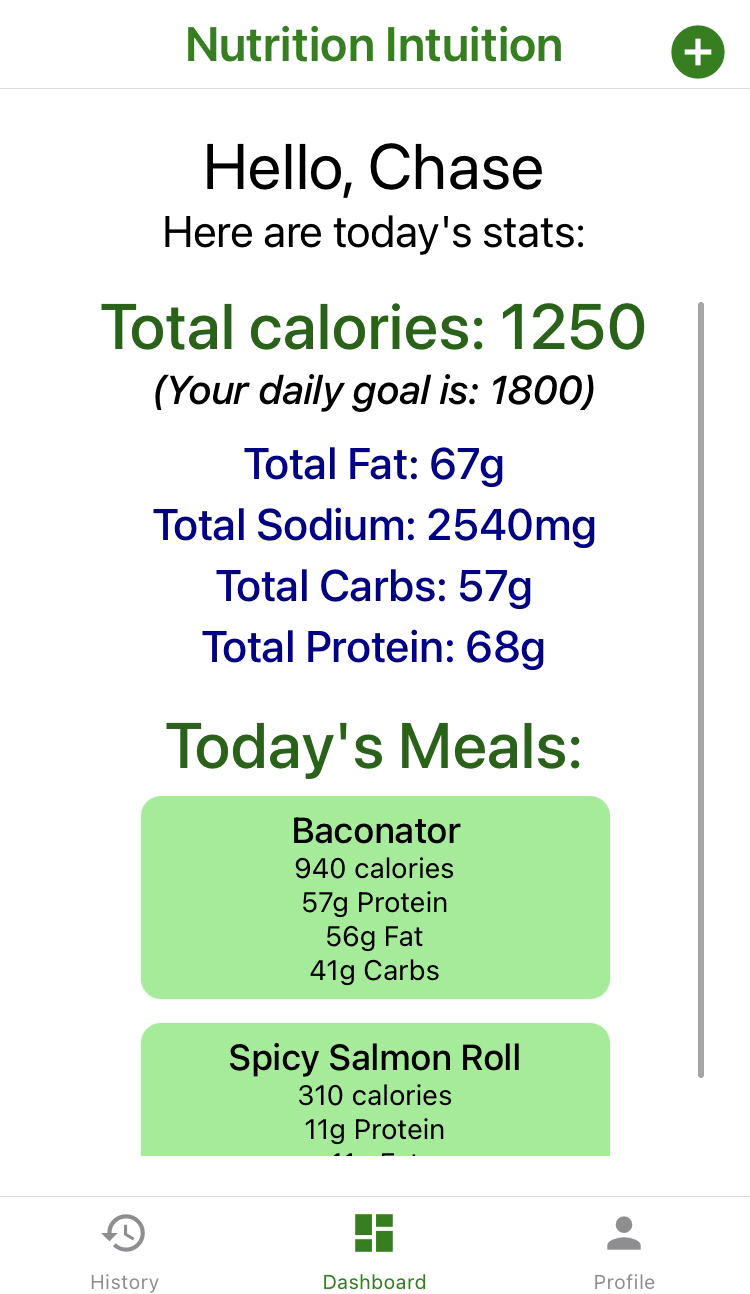 Nutrition Intuition
Hello, Chase
Here are today's stats:
Total calories: 1250
(Your daily goal is: 1800)
Total Fat: 67g
Total Sodium: 2540mg
Total Carbs: 57g
Total Protein: 68g
Today's Meals:
Baconator
940 calories
57g Protein
56g Fat
41g Carbs
Spicy Salmon Roll
310 calories
11g Protein
History
Dashboard
Profile